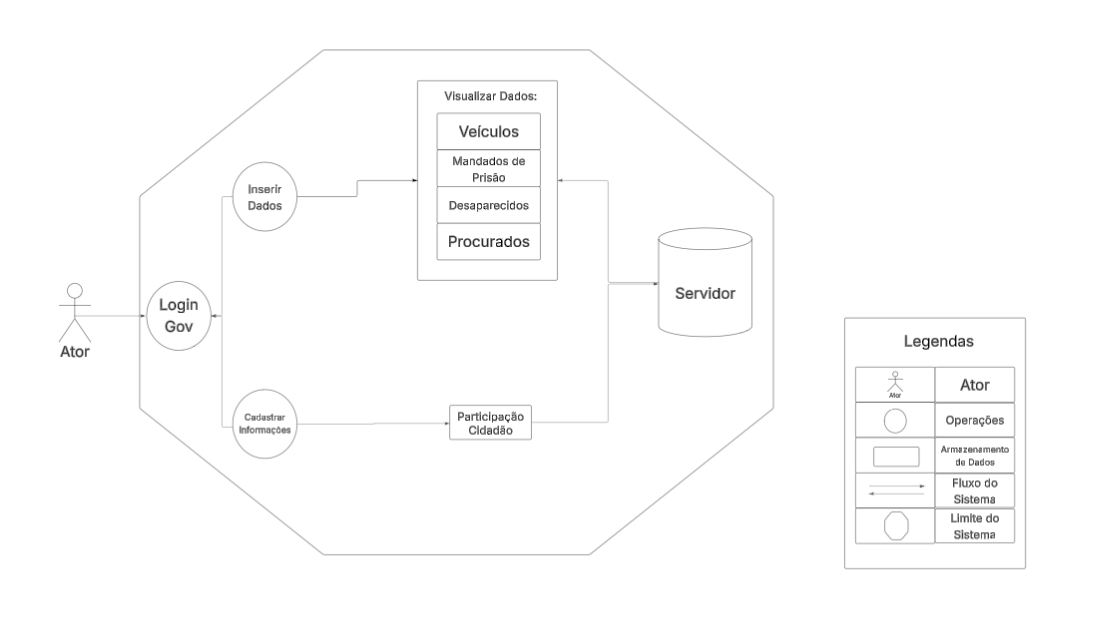 Visualizar Dados:
Veículos
Mandados de
Prisão
Desaparecidos
Procurados
Inserir
Dados
Login
Gov
Ator
Cadastrar
Informações
Participação
Cidadão
Servidor
Legendas
Ator
Ator
Operações
Armazenamento
de Dados
Fluxo do
Sistema
Limite do
Sistema